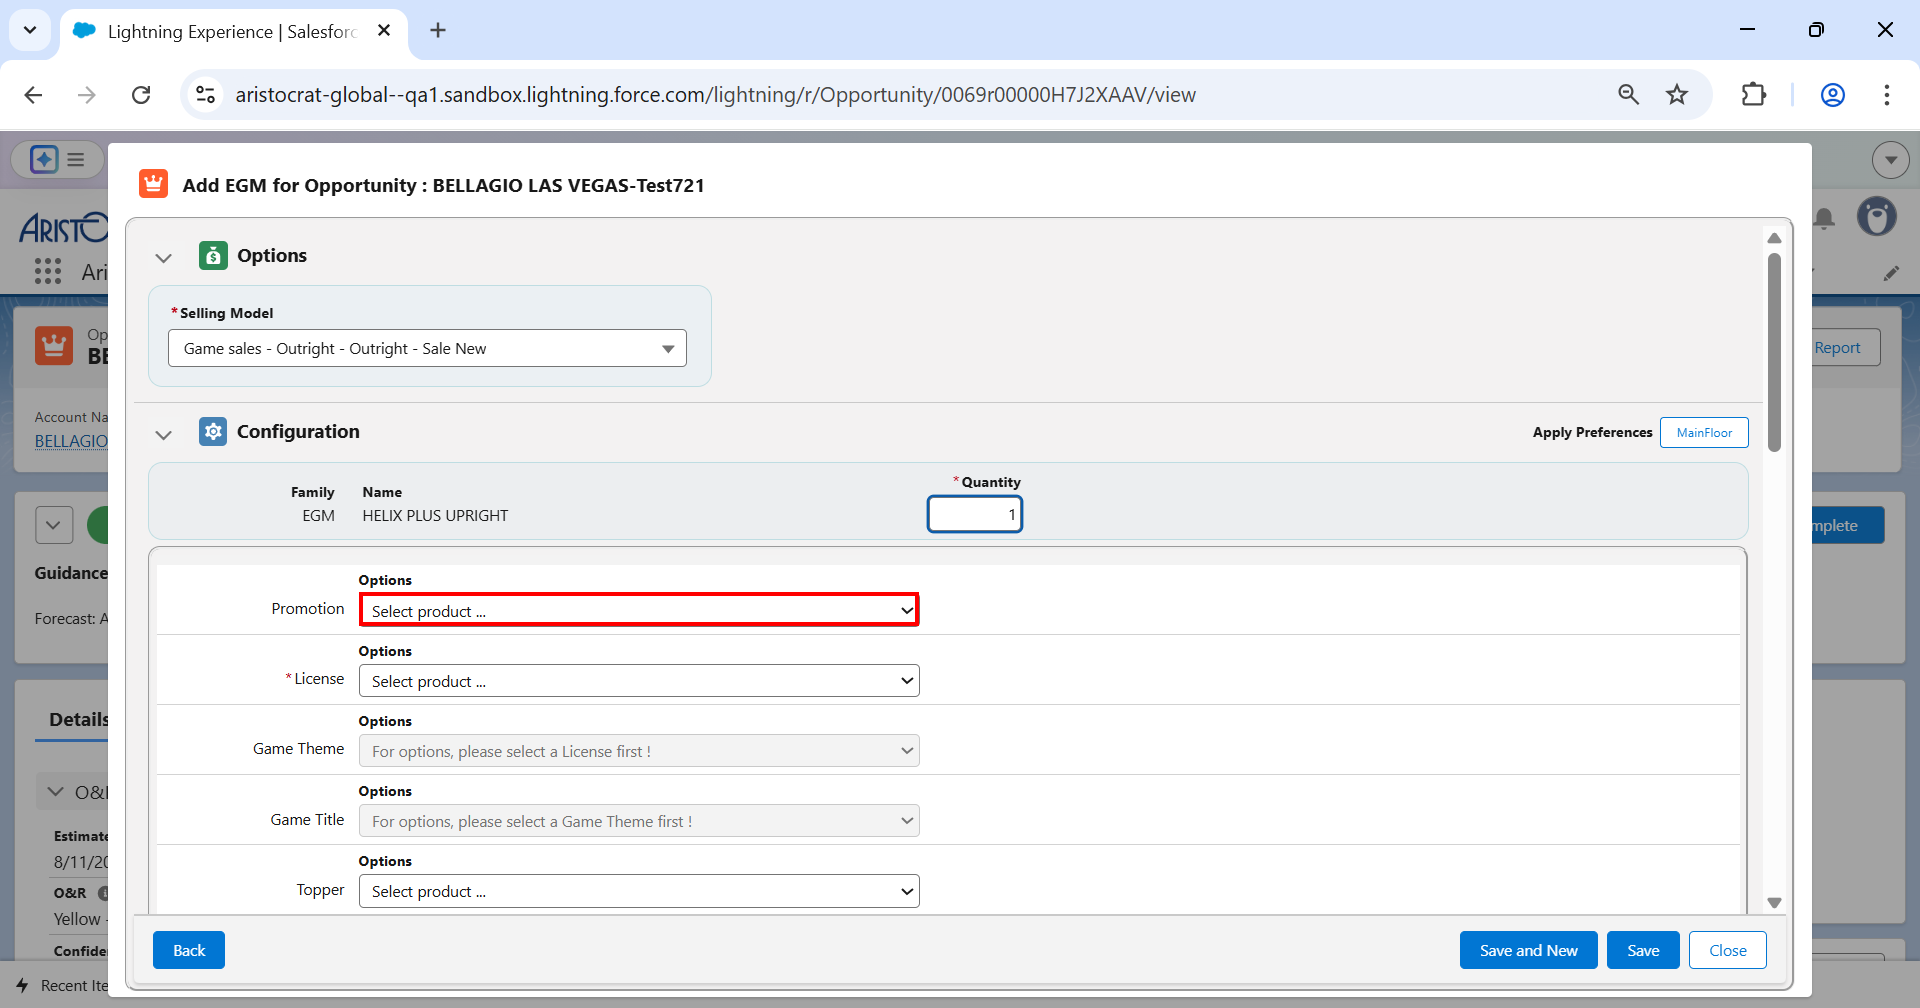 Lightning Experience | Salesforc
aristocrat-global--qa1.sandbox.lightning.force.com/lightning/r/Opportunity/0069r00000H7J2XAAV/view
Add EGM for Opportunity : BELLAGIO LAS VEGAS-Test721
ARISTO
Ari
Options
*Selling Model
Game sales - Outright - Outright - Sale New
Op
BE
Report
Account Na
BELLAGIO
Configuration
Apply Preferences MainFloor
Family Name *Quantity
EGM HELIX PLUS UPRIGHT 1
mplete
Guidance
Forecast: A
Options
Promotion Select product ...
Options
*License Select product ...
Options
Game Theme For options, please select a License first !
Options
Game Title For options, please select a Game Theme first !
Options
Topper Select product ...
Details
O&
Estimate
8/11/20
O&R
Yellow -
Confide
Back Save and New Save Close
Recent Ite